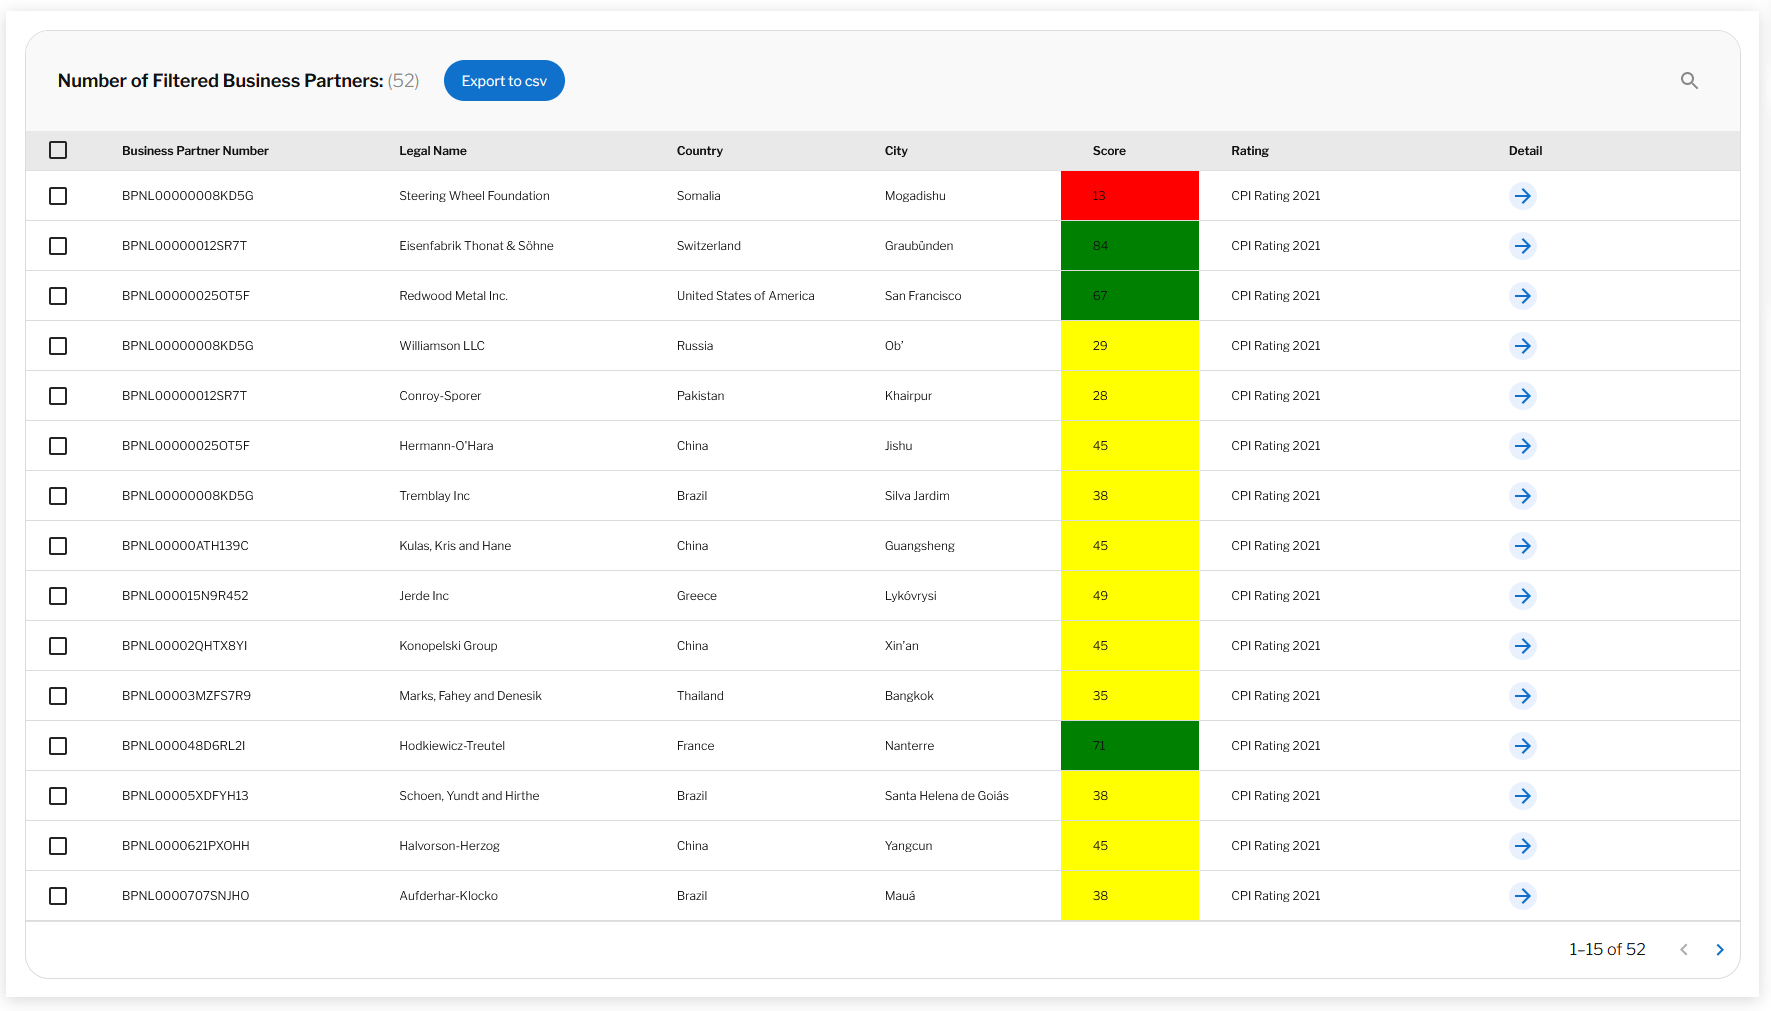 Number of Filtered Business Partners: (52) Export to csv
Business Partner Number Legal Name Country City Score Rating Detail
BPNL00000008KD5G Steering Wheel Foundation Somalia Mogadishu 13 CPI Rating 2021
BPNL00000012SR7T Eisenfabrik Thonat & Söhne Switzerland Graubünden 84 CPI Rating 2021
BPNL00000025OT5F Redwood Metal Inc. United States of America San Francisco 67 CPI Rating 2021
BPNL00000008KD5G Williamson LLC Russia Ob’ 29 CPI Rating 2021
BPNL00000012SR7T Conroy-Sporer Pakistan Khairpur 28 CPI Rating 2021
BPNL00000025OT5F Hermann-O'Hara China Jishu 45 CPI Rating 2021
BPNL00000008KD5G Tremblay Inc Brazil Silva Jardim 38 CPI Rating 2021
BPNL00000ATH139C Kulas, Kris and Hane China Guangsheng 45 CPI Rating 2021
BPNL000015N9R452 Jerde Inc Greece Lykóvrysi 49 CPI Rating 2021
BPNL00002QHTX8YI Konopelski Group China Xin’an 45 CPI Rating 2021
BPNL00003MZFS7R9 Marks, Fahey and Denesik Thailand Bangkok 35 CPI Rating 2021
BPNL000048D6RL2I Hodkiewicz-Treutel France Nanterre 71 CPI Rating 2021
BPNL00005XDFYH13 Schoen, Yundt and Hirthe Brazil Santa Helena de Goiás 38 CPI Rating 2021
BPNL0000621PXOHH Halvorson-Herzog China Yangcun 45 CPI Rating 2021
BPNL0000707SNJHO Aufderhar-Klocko Brazil Mauá 38 CPI Rating 2021
1–15 of 52